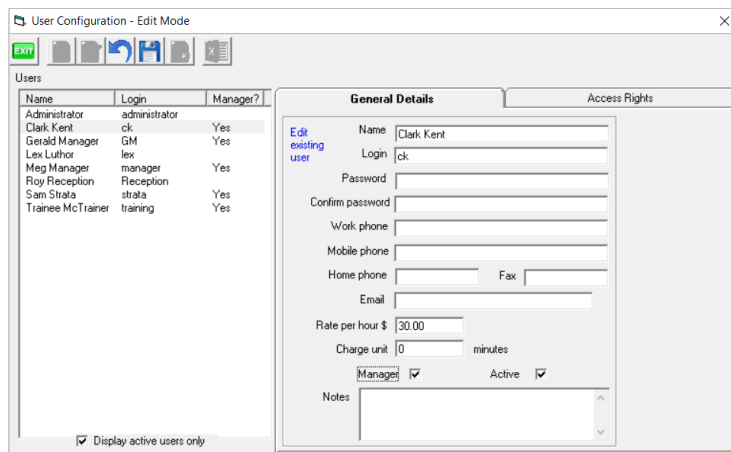 User Configuration - Edit Mode
EXIT
Users
Name Login Manager?
Administrator administrator
Clark Kent ck Yes
Gerald Manager GM Yes
Lex Luthor lex
Meg Manager manager Yes
Roy Reception Reception
Sam Strata strata Yes
Trainee McTrainer training Yes
Display active users only
General Details Access Rights
Edit existing user
Name Clark Kent
Login ck
Password
Confirm password
Work phone
Mobile phone
Home phone Fax
Email
Rate per hour $ 30.00
Charge unit 0 minutes
Manager Active
Notes